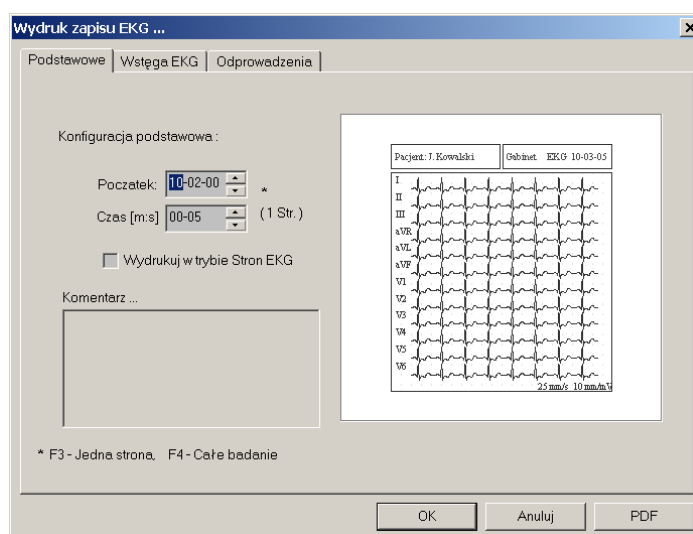 Wydruk zapisu EKG ...
Podstawowe Wstęga EKG Odprowadzenia
Konfiguracja podstawowa :
Poczatek: 10-02-00 *
Czas [m:s] 00-05 (1 Str.)
Wydrukuj w trybie Stron EKG
Komentarz ...
* F3 - Jedna strona, F4 - Całe badanie
Pacjent: J. Kowalski Gabinet EKG 10-03-05
I
II
III
aVR
aVL
aVF
V1
V2
V3
V4
V5
V6
25 mm/s 10 mm/mV
OK Anuluj PDF